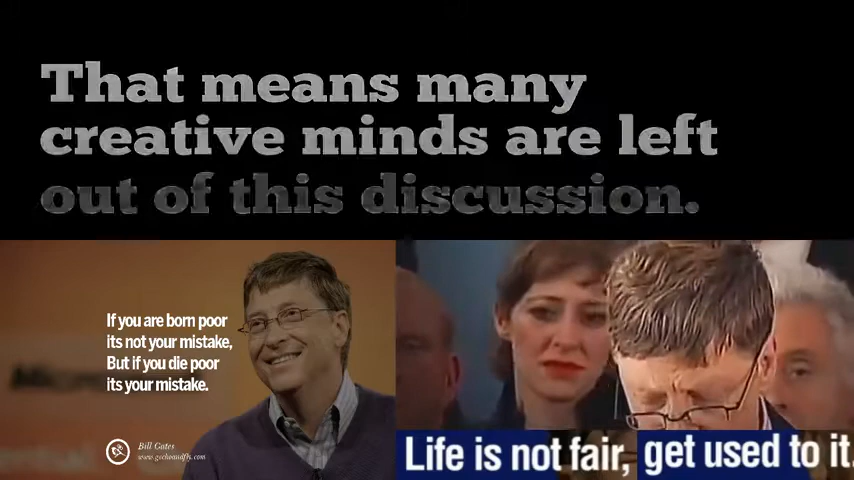 That means many
creative minds are left
out of this discussion.
If you are born poor
its not your mistake,
But if you die poor
its your mistake.
Bill Gates
Life is not fair, get used to it.